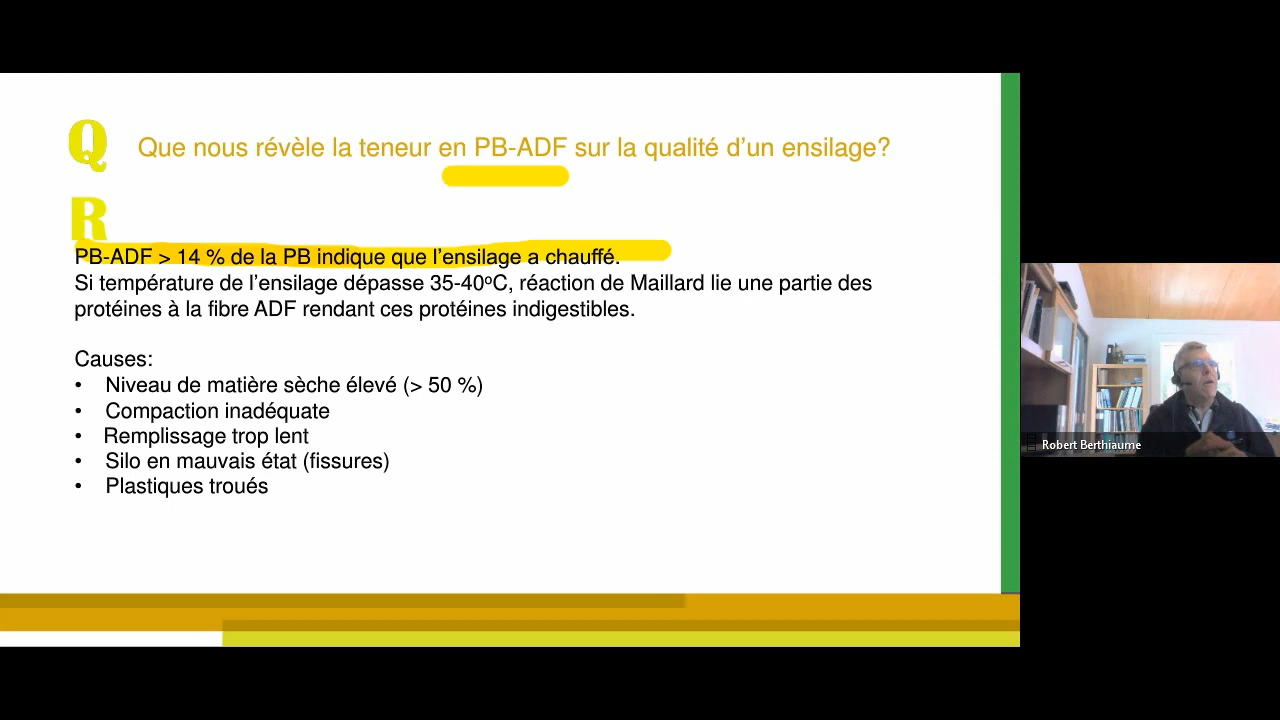 Q
Que nous révèle la teneur en PB-ADF sur la qualité d’un ensilage?
R
PB-ADF > 14 % de la PB indique que l’ensilage a chauffé.
Si température de l’ensilage dépasse 35-40ºC, réaction de Maillard lie une partie des
protéines à la fibre ADF rendant ces protéines indigestibles.
Causes:
• Niveau de matière sèche élevé (> 50 %)
• Compaction inadéquate
• Remplissage trop lent
• Silo en mauvais état (fissures)
• Plastiques troués
Robert Berthiaume